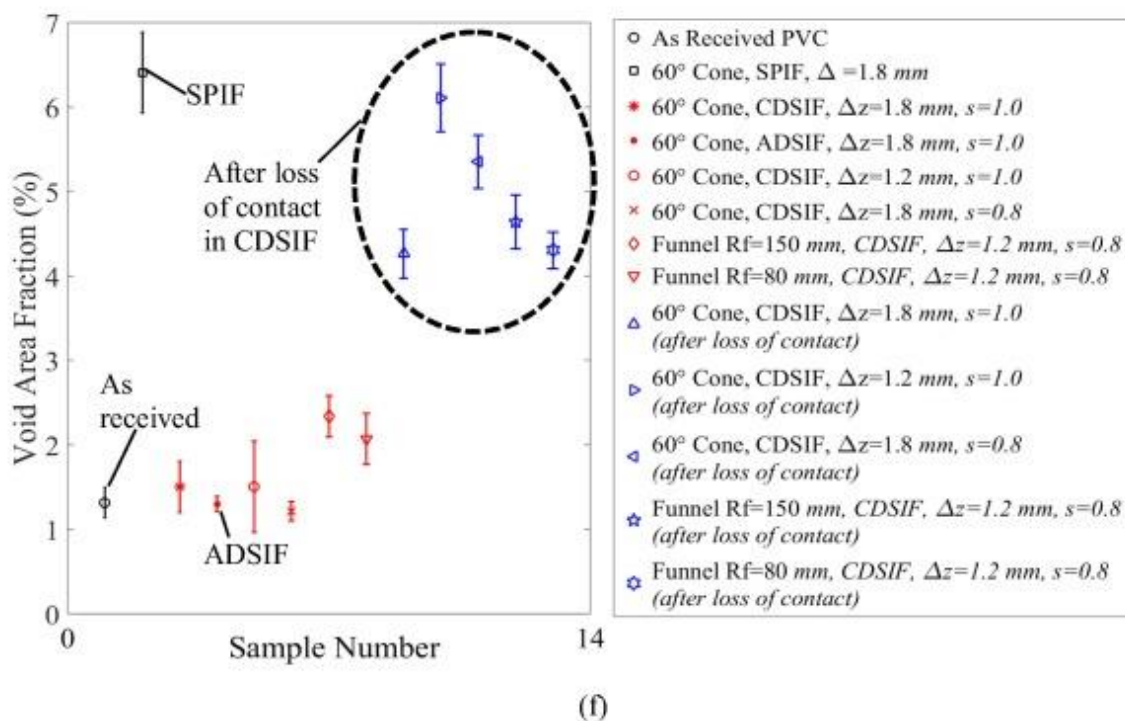 7
6
5
4
3
2
1
0
Void Area Fraction (%)
SPIF
After loss
of contact
in CDSIF
As
received
ADSIF
0
14
Sample Number
As Received PVC
60° Cone, SPIF, Δ =1.8 mm
60° Cone, CDSIF, Δz=1.8 mm, s=1.0
60° Cone, ADSIF, Δz=1.8 mm, s=1.0
60° Cone, CDSIF, Δz=1.2 mm, s=1.0
60° Cone, CDSIF, Δz=1.8 mm, s=0.8
Funnel Rf=150 mm, CDSIF, Δz=1.2 mm, s=0.8
Funnel Rf=80 mm, CDSIF, Δz=1.2 mm, s=0.8
60° Cone, CDSIF, Δz=1.8 mm, s=1.0
(after loss of contact)
60° Cone, CDSIF, Δz=1.2 mm, s=1.0
(after loss of contact)
60° Cone, CDSIF, Δz=1.8 mm, s=0.8
(after loss of contact)
Funnel Rf=150 mm, CDSIF, Δz=1.2 mm, s=0.8
(after loss of contact)
Funnel Rf=80 mm, CDSIF, Δz=1.2 mm, s=0.8
(after loss of contact)
(f)